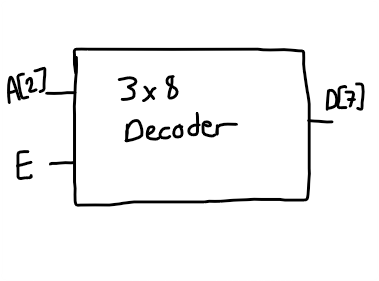 A[2]
3x8
Decoder
D[7]
E